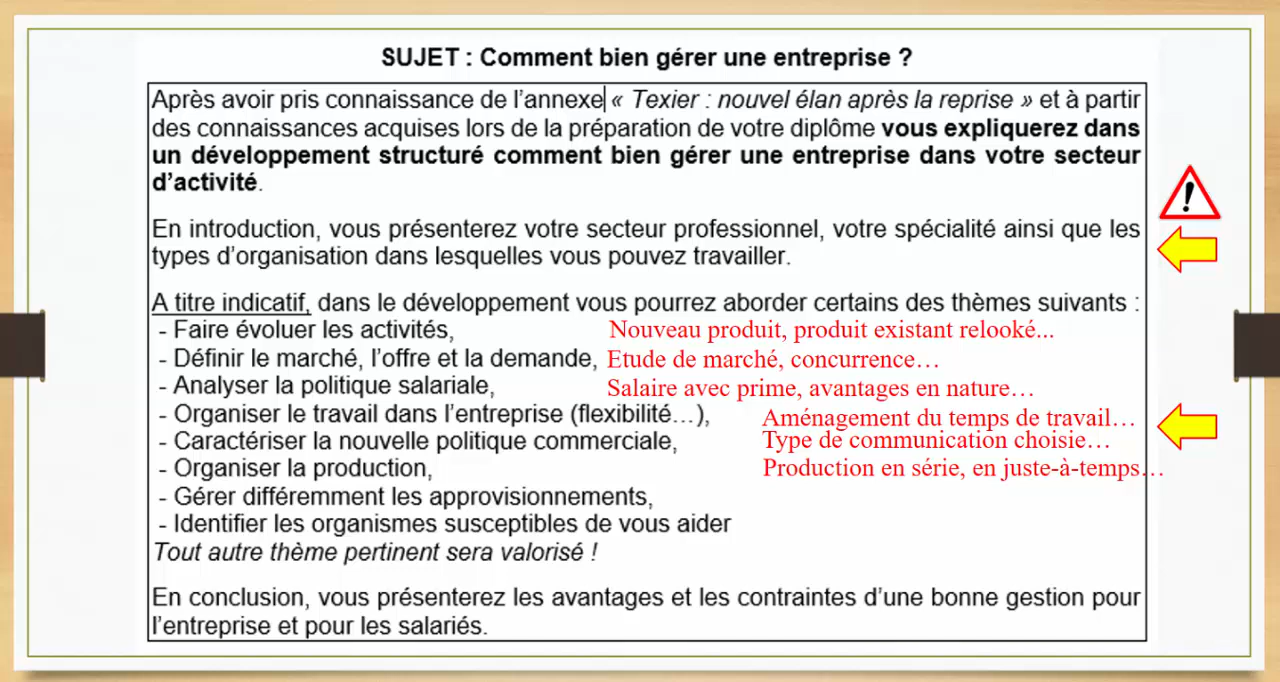 SUJET : Comment bien gérer une entreprise ?
Après avoir pris connaissance de l'annexe « Texier : nouvel élan après la reprise » et à partir
des connaissances acquises lors de la préparation de votre diplôme vous expliquerez dans
un développement structuré comment bien gérer une entreprise dans votre secteur
d'activité.
En introduction, vous présenterez votre secteur professionnel, votre spécialité ainsi que les
types d'organisation dans lesquelles vous pouvez travailler.
A titre indicatif, dans le développement vous pourrez aborder certains des thèmes suivants :
- Faire évoluer les activités, Nouveau produit, produit existant relooké...
- Définir le marché, l'offre et la demande, Etude de marché, concurrence…
- Analyser la politique salariale, Salaire avec prime, avantages en nature…
- Organiser le travail dans l'entreprise (flexibilité…), Aménagement du temps de travail…
- Caractériser la nouvelle politique commerciale, Type de communication choisie…
- Organiser la production, Production en série, en juste-à-temps…
- Gérer différemment les approvisionnements,
- Identifier les organismes susceptibles de vous aider
Tout autre thème pertinent sera valorisé !
En conclusion, vous présenterez les avantages et les contraintes d'une bonne gestion pour
l'entreprise et pour les salariés.